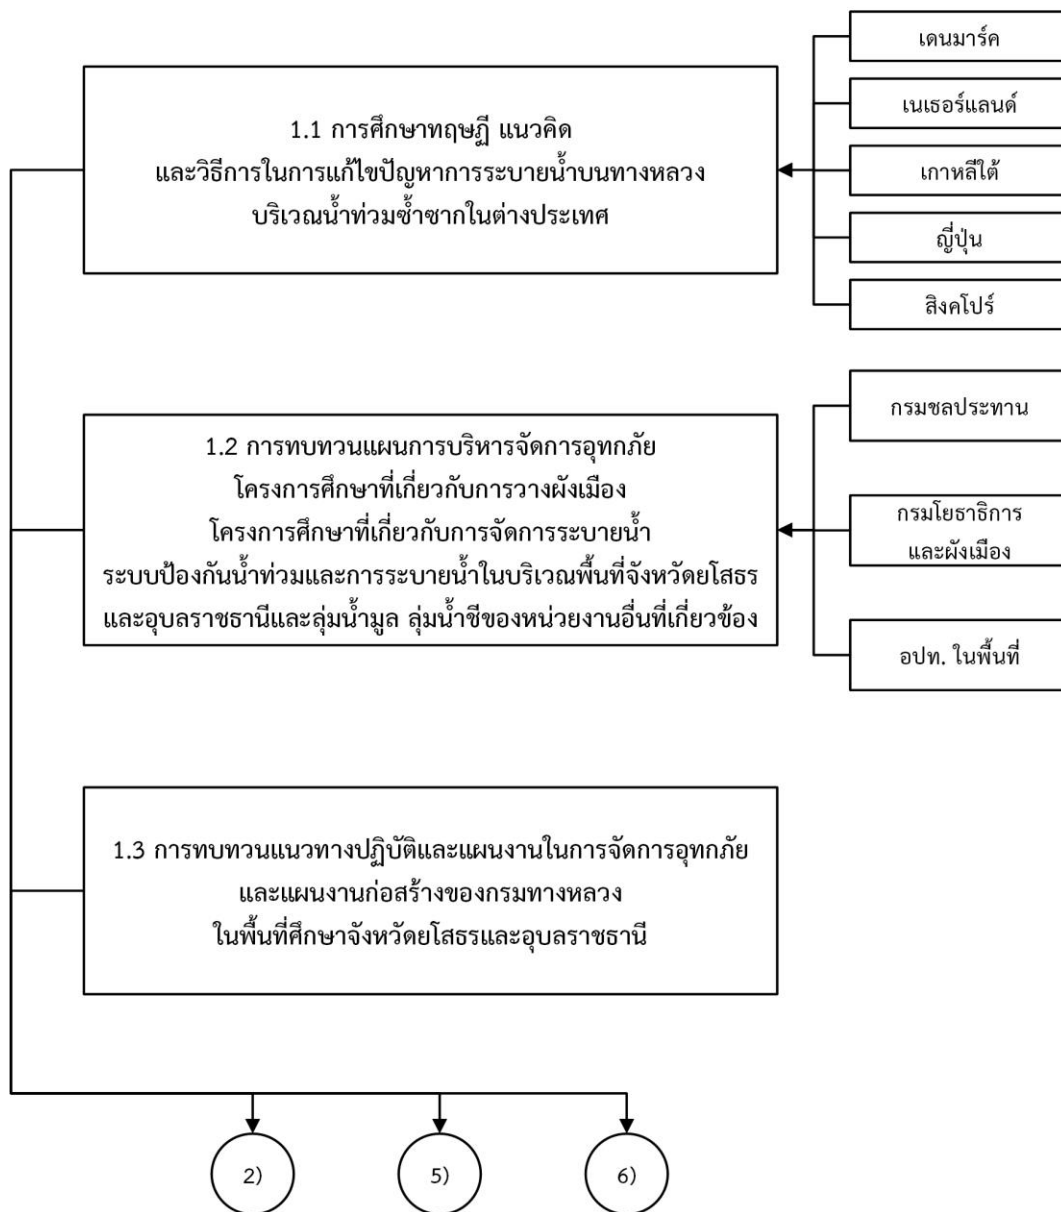 เดนมาร์ค
1.1 การศึกษาทฤษฏี แนวคิด
และวิธีการในการแก้ไขปัญหาการระบายน้ำบนทางหลวง
บริเวณน้ำท่วมซ้ำซากในต่างประเทศ
เนเธอร์แลนด์
เกาหลีใต้
ญี่ปุ่น
สิงคโปร์
1.2 การทบทวนแผนการบริหารจัดการอุทกภัย
โครงการศึกษาที่เกี่ยวกับการวางผังเมือง
โครงการศึกษาที่เกี่ยวกับการจัดการระบายน้ำ
ระบบป้องกันน้ำท่วมและการระบายน้ำในบริเวณพื้นที่จังหวัดยโสธร
และอุบลราชธานีและลุ่มน้ำมูล ลุ่มน้ำชีของหน่วยงานอื่นที่เกี่ยวข้อง
กรมชลประทาน
กรมโยธาธิการ
และผังเมือง
อปท. ในพื้นที่
1.3 การทบทวนแนวทางปฏิบัติและแผนงานในการจัดการอุทกภัย
และแผนงานก่อสร้างของกรมทางหลวง
ในพื้นที่ศึกษาจังหวัดยโสธรและอุบลราชธานี
2)
5)
6)